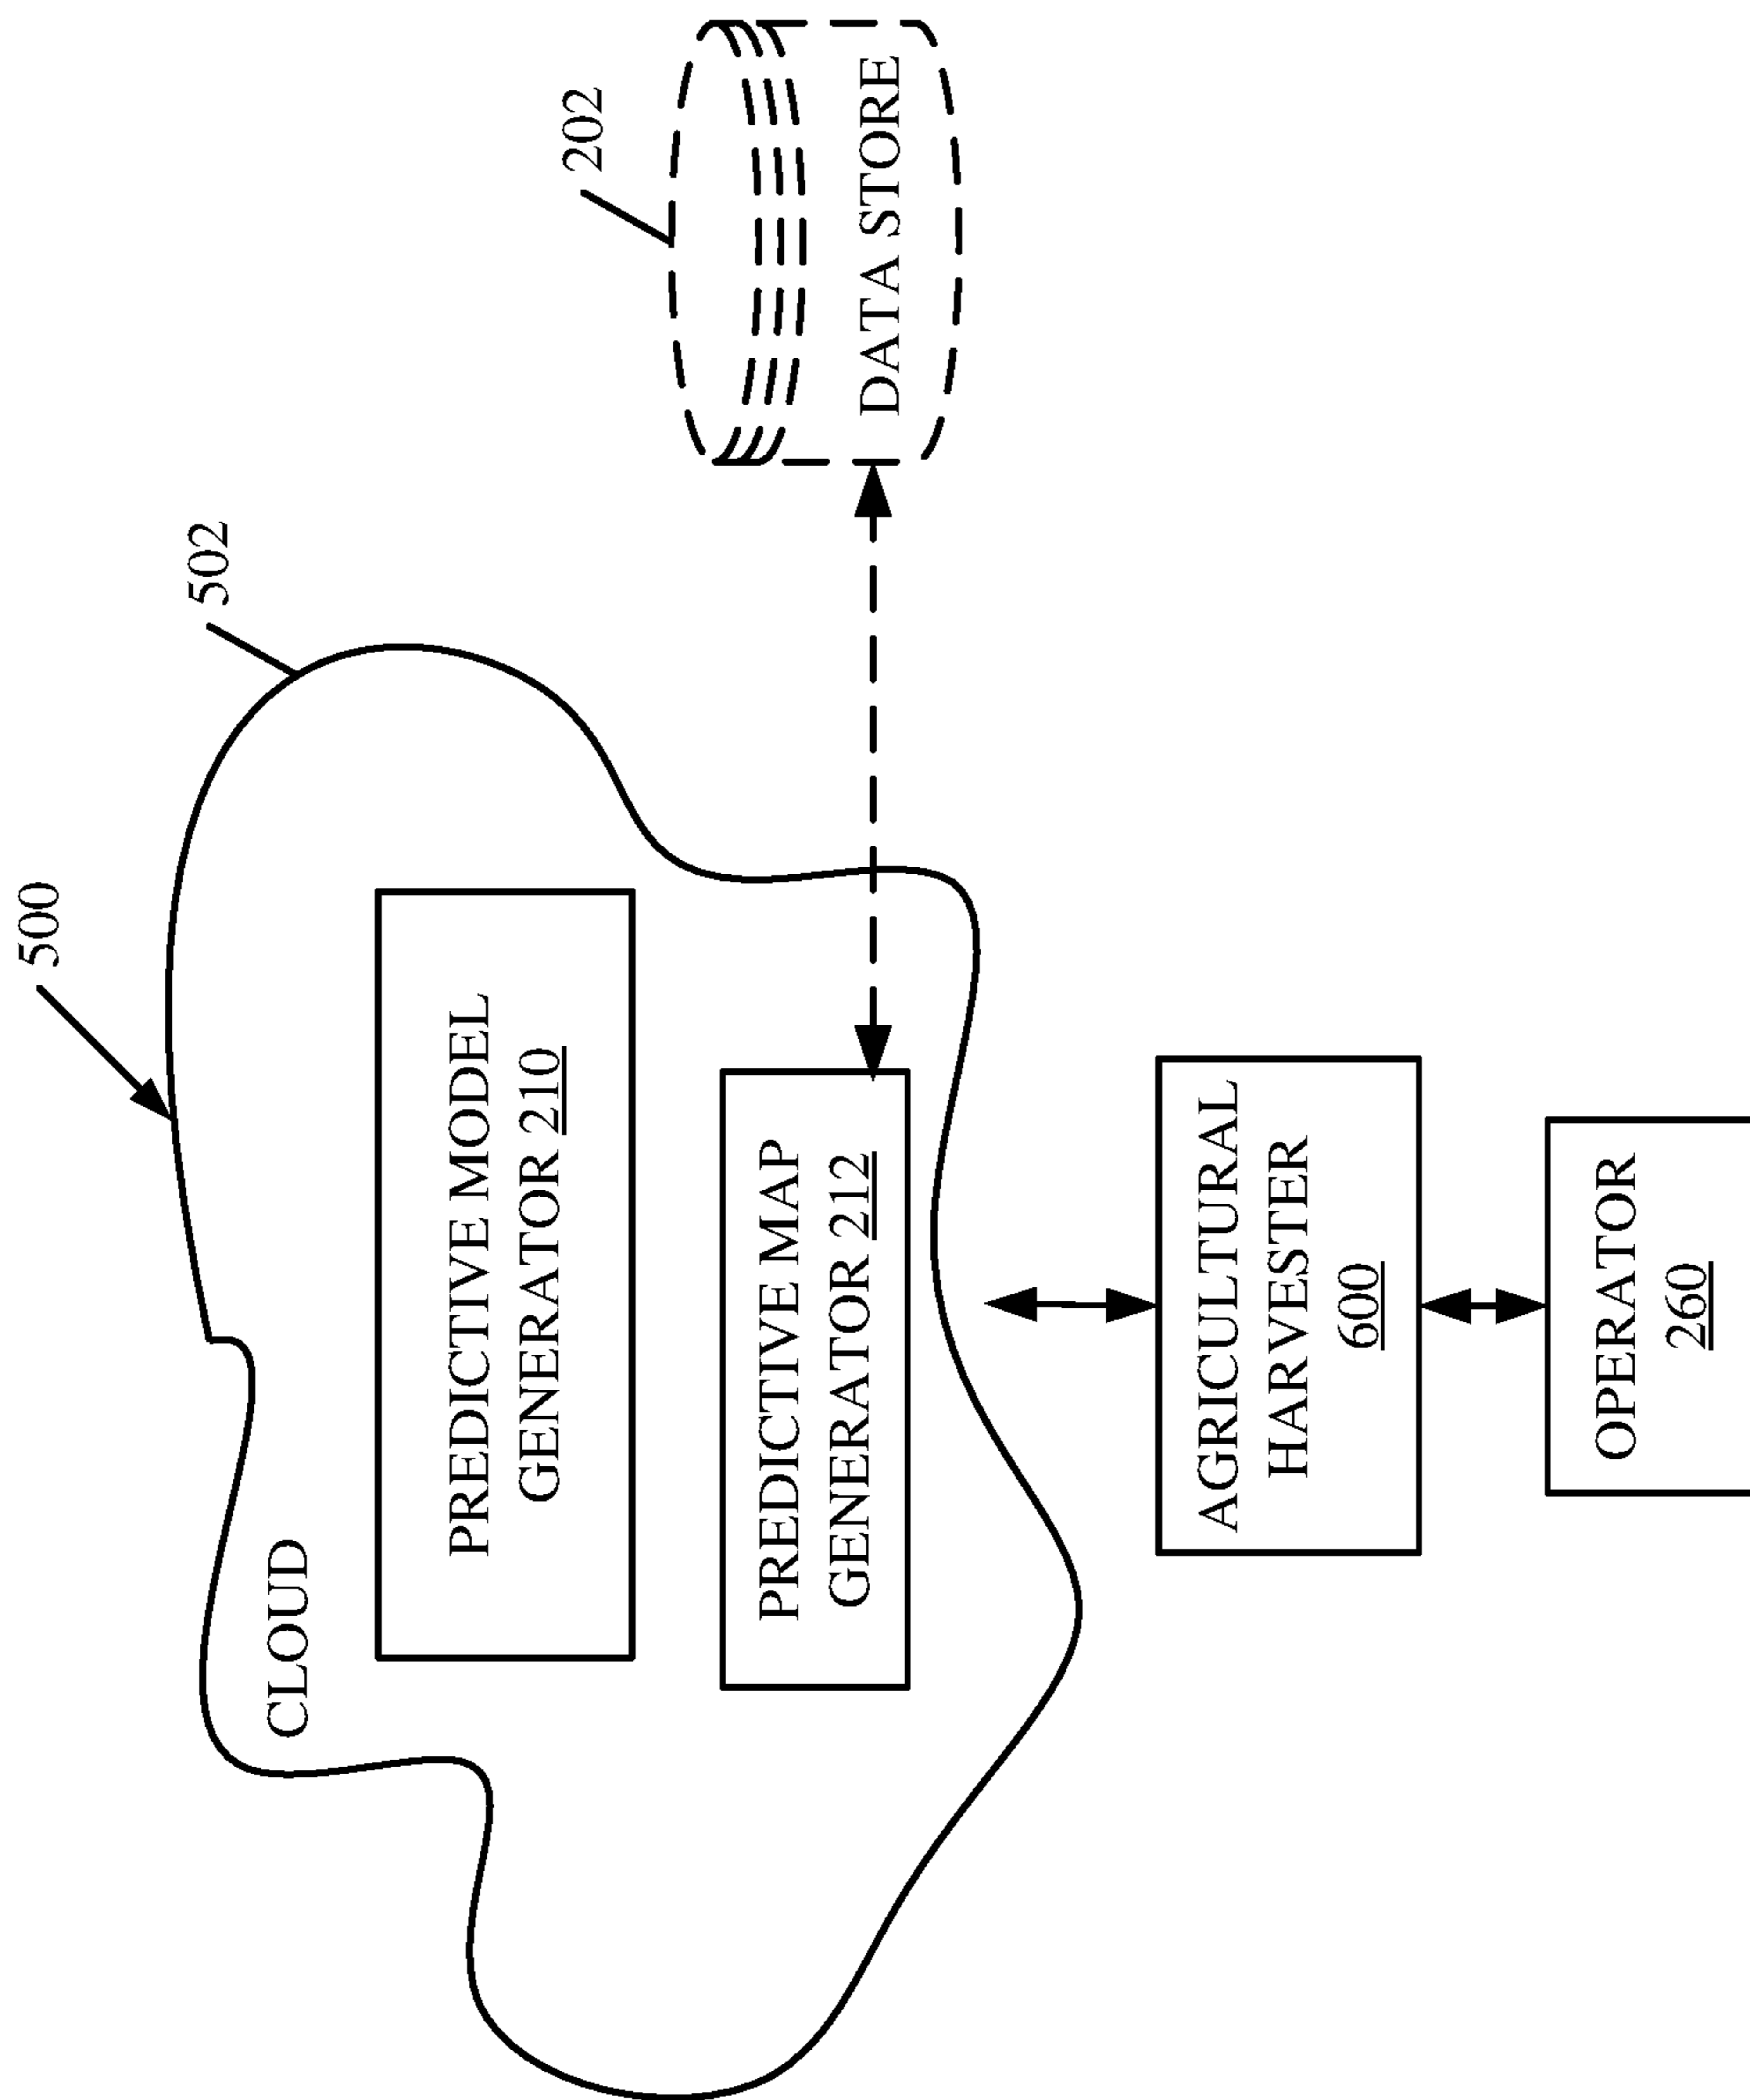 500
502
CLOUD
PREDICTIVE MODEL
GENERATOR 210
202
PREDICTIVE MAP
GENERATOR 212
DATA STORE
AGRICULTURAL
HARVESTER
600
OPERATOR
260